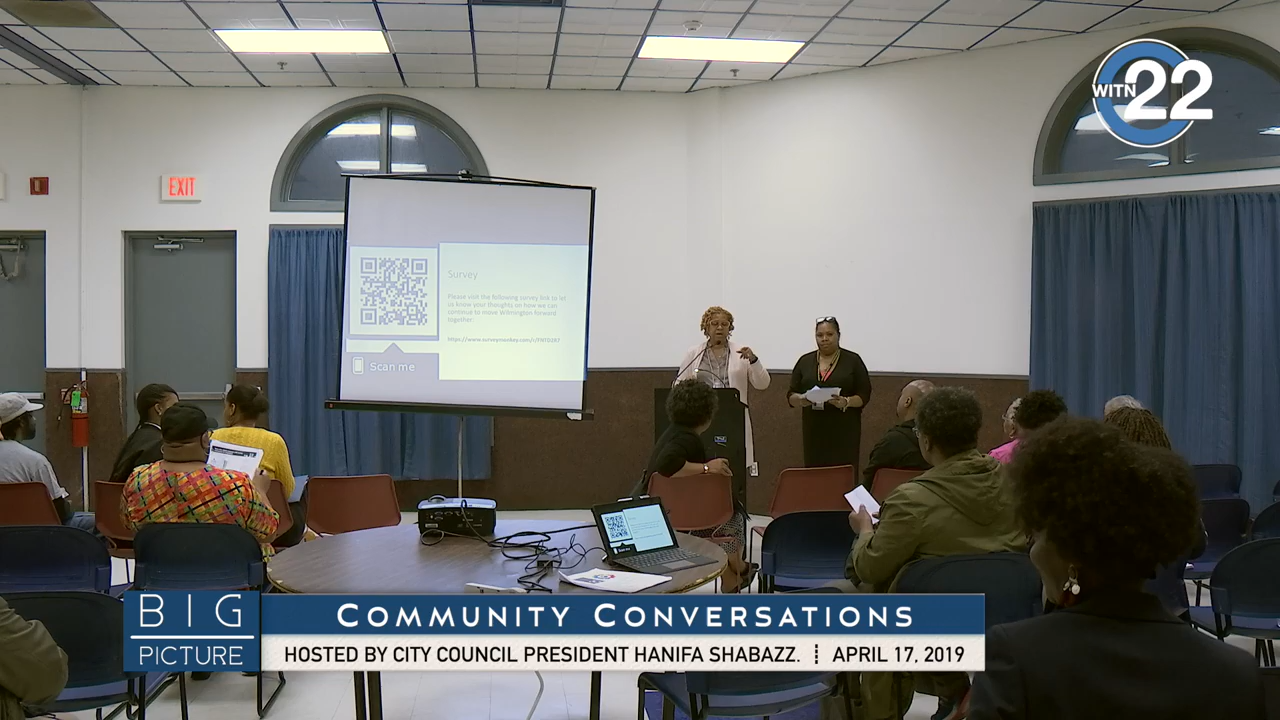 WITN 22
EXIT
Survey
Please visit the following survey link to let
us know your thoughts on how we can
continue to move Wilmington forward
together
Scan me
BIG
PICTURE
COMMUNITY CONVERSATIONS
HOSTED BY CITY COUNCIL PRESIDENT HANIFA SHABAZZ. ┋ APRIL 17, 2019